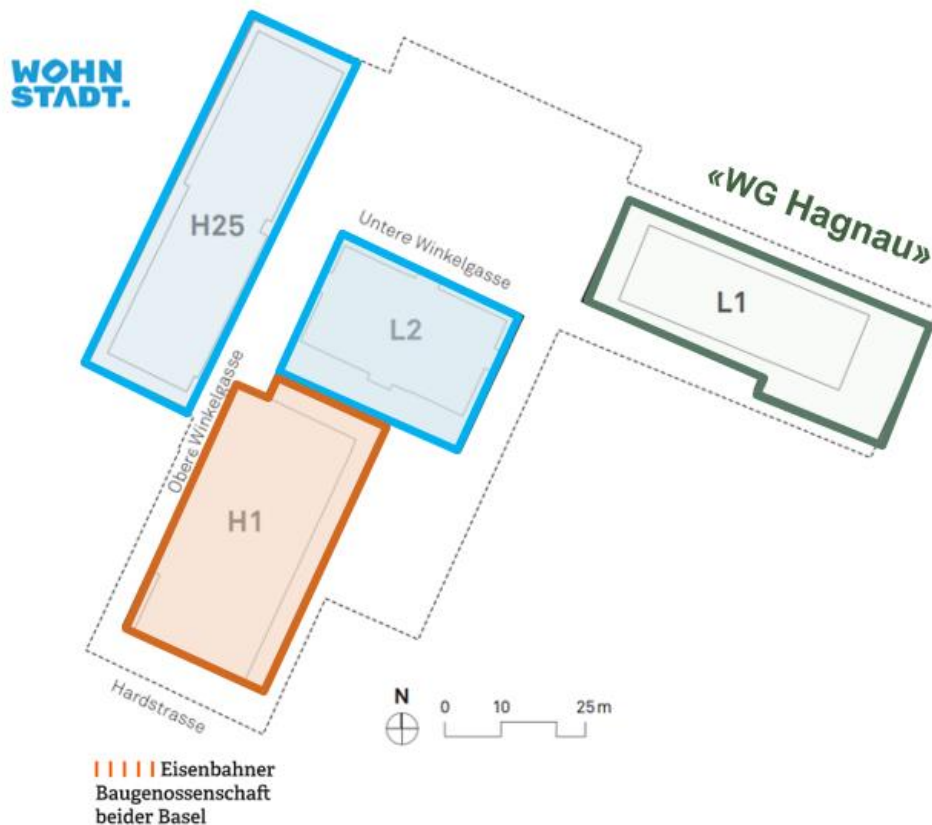 WOHN
STADT.
H25
Untere Winkelgasse
«WG Hagnau»
L1
L2
Obere Winkelgasse
H1
Hardstrasse
N
0 10 25 m
Eisenbahner
Baugenossenschaft
beider Basel